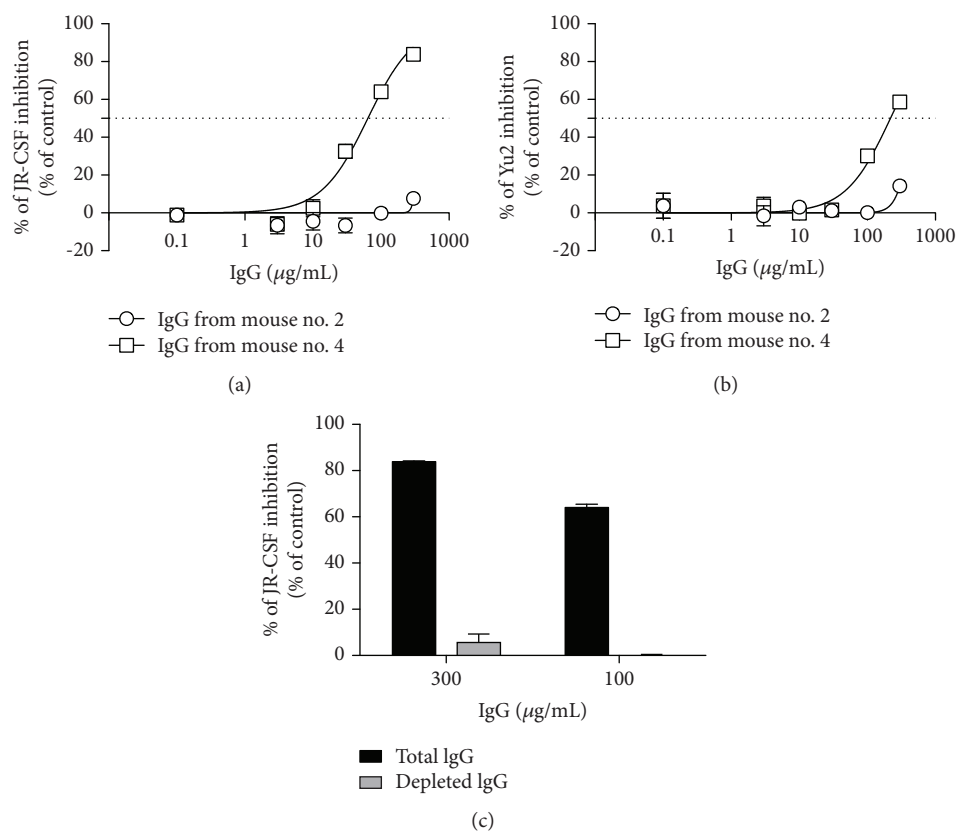 100
80
60
40
20
0
-20
% of JR-CSF inhibition
(% of control)
0.1
1
10
100
1000
IgG (μg/mL)
IgG from mouse no. 2
IgG from mouse no. 4
(a)
100
80
60
40
20
0
-20
% of Yu2 inhibition
(% of control)
0.1
1
10
100
1000
IgG (μg/mL)
IgG from mouse no. 2
IgG from mouse no. 4
(b)
100
80
60
40
20
0
% of JR-CSF inhibition
(% of control)
300
100
IgG (μg/mL)
Total lgG
Depleted lgG
(c)